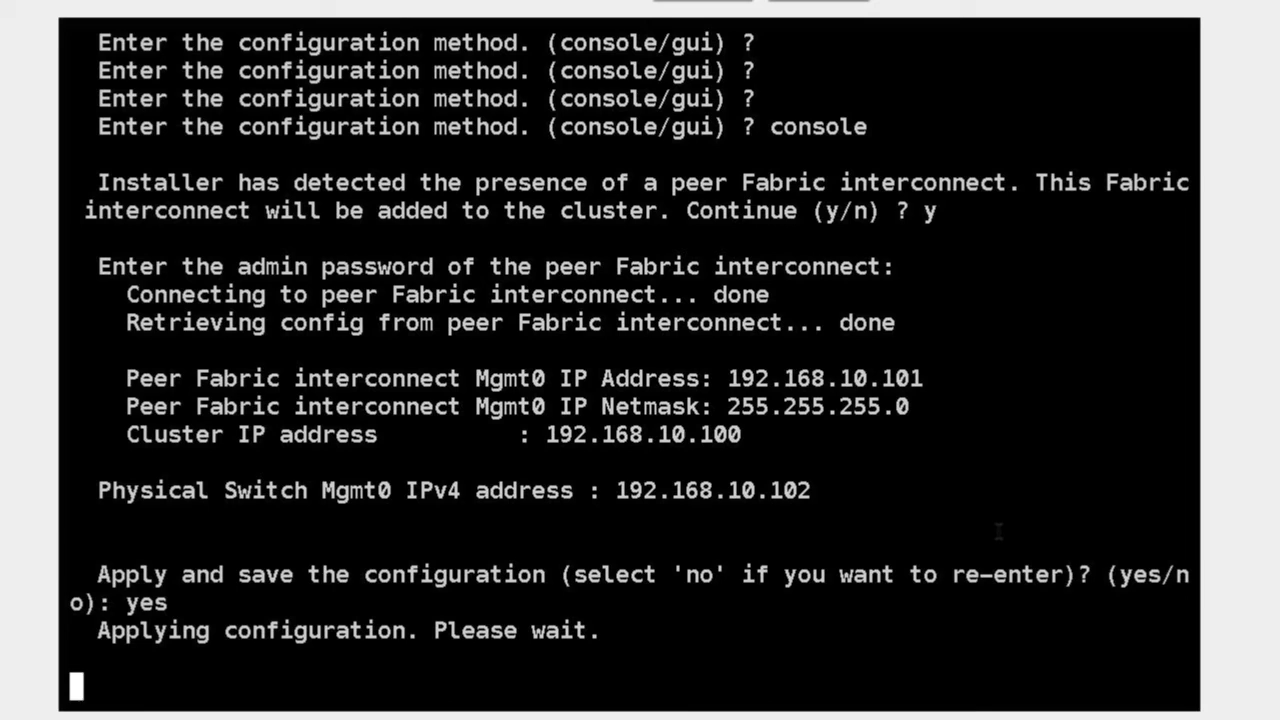 Enter the configuration method. (console/gui) ?
Enter the configuration method. (console/gui) ?
Enter the configuration method. (console/gui) ?
Enter the configuration method. (console/gui) ? console
Installer has detected the presence of a peer Fabric interconnect. This Fabric
interconnect will be added to the cluster. Continue (y/n) ? y
Enter the admin password of the peer Fabric interconnect:
Connecting to peer Fabric interconnect... done
Retrieving config from peer Fabric interconnect... done
Peer Fabric interconnect Mgmt0 IP Address: 192.168.10.101
Peer Fabric interconnect Mgmt0 IP Netmask: 255.255.255.0
Cluster IP address          : 192.168.10.100
Physical Switch Mgmt0 IPv4 address : 192.168.10.102
Apply and save the configuration (select 'no' if you want to re-enter)? (yes/n
o): yes
Applying configuration. Please wait.